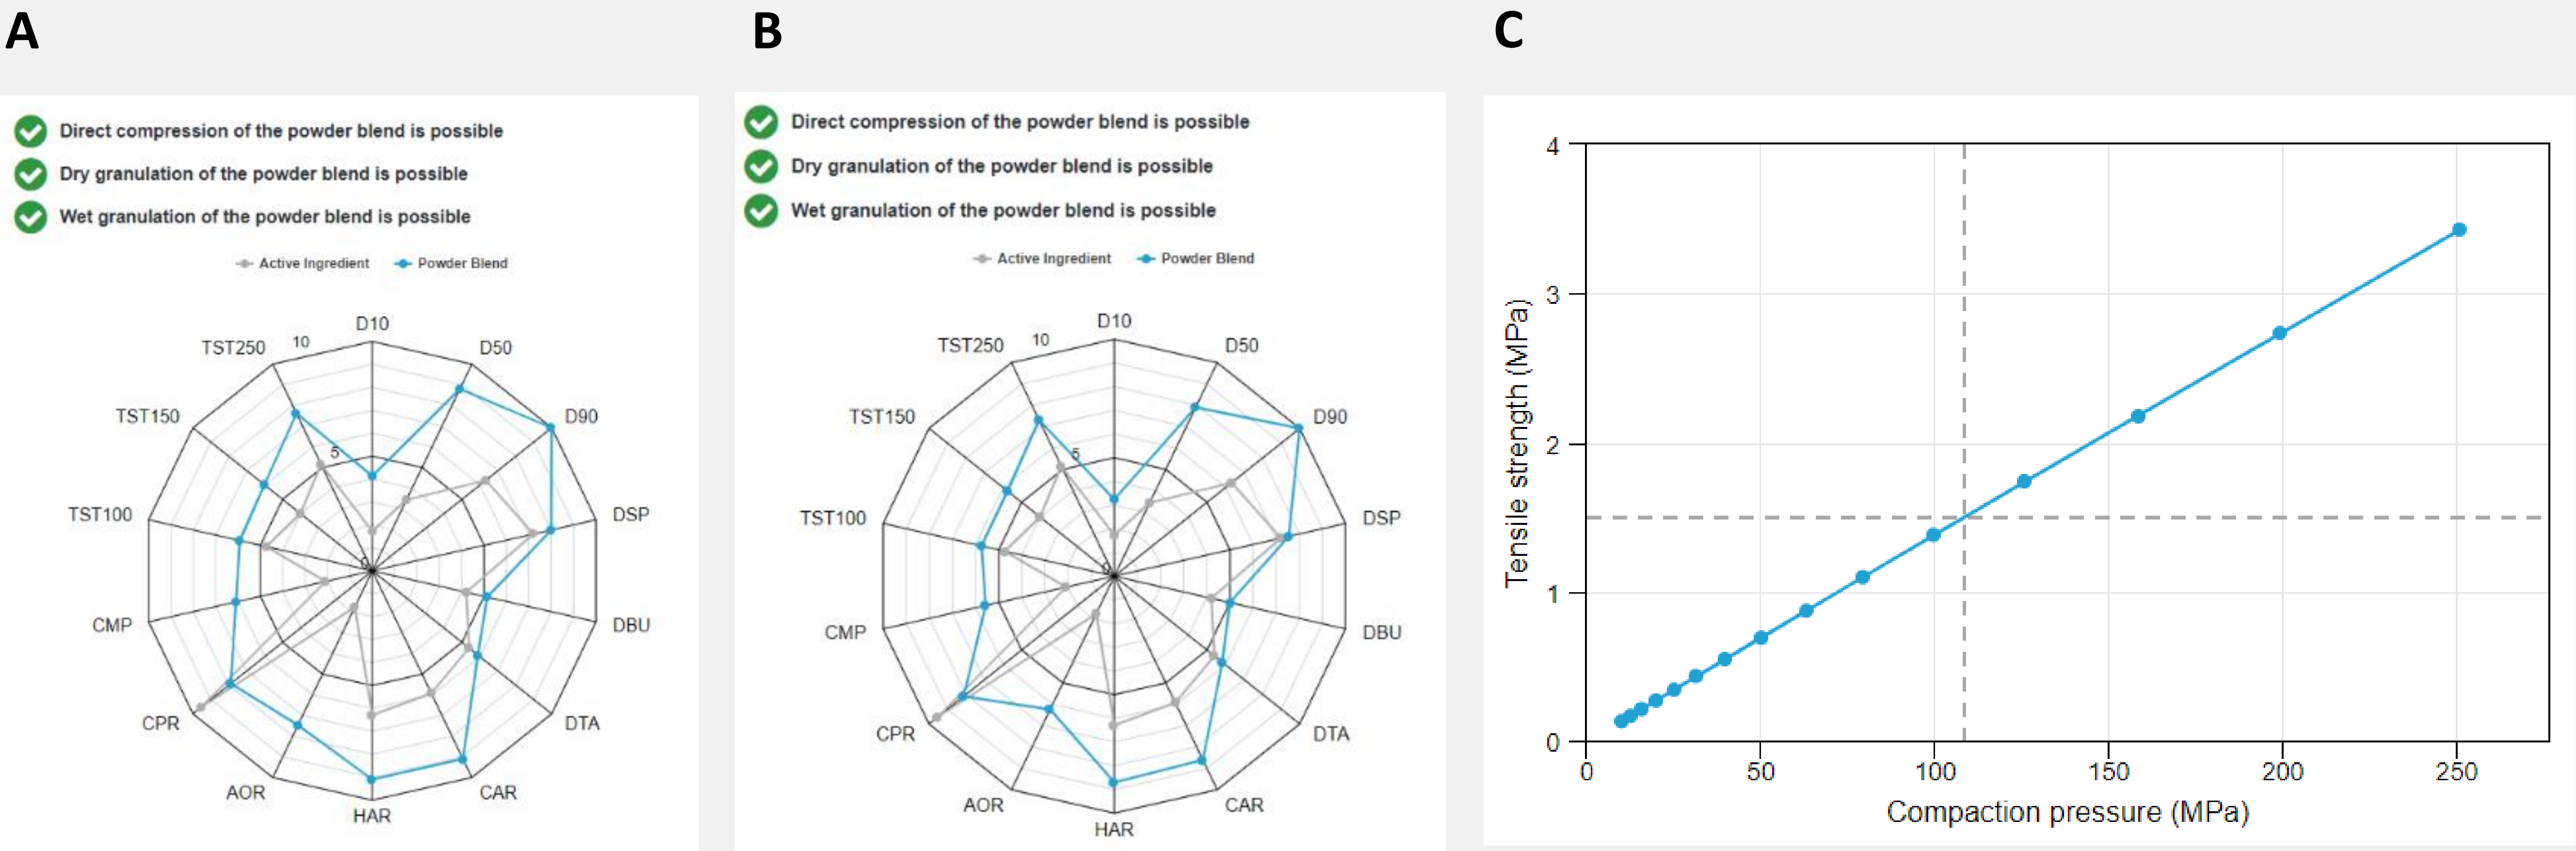 A
Direct compression of the powder blend is possible
Dry granulation of the powder blend is possible
Wet granulation of the powder blend is possible
Active Ingredient
Powder Blend
D10
D50
D90
DSP
DBU
DTA
CAR
HAR
AOR
CPR
CMP
TST100
TST150
TST250
10
5
0
B
Direct compression of the powder blend is possible
Dry granulation of the powder blend is possible
Wet granulation of the powder blend is possible
Active Ingredient
Powder Blend
D10
D50
D90
DSP
DBU
DTA
CAR
HAR
AOR
CPR
CMP
TST100
TST150
TST250
10
5
0
C
Tensile strength (MPa)
4
3
2
1
0
0
50
100
150
200
250
Compaction pressure (MPa)